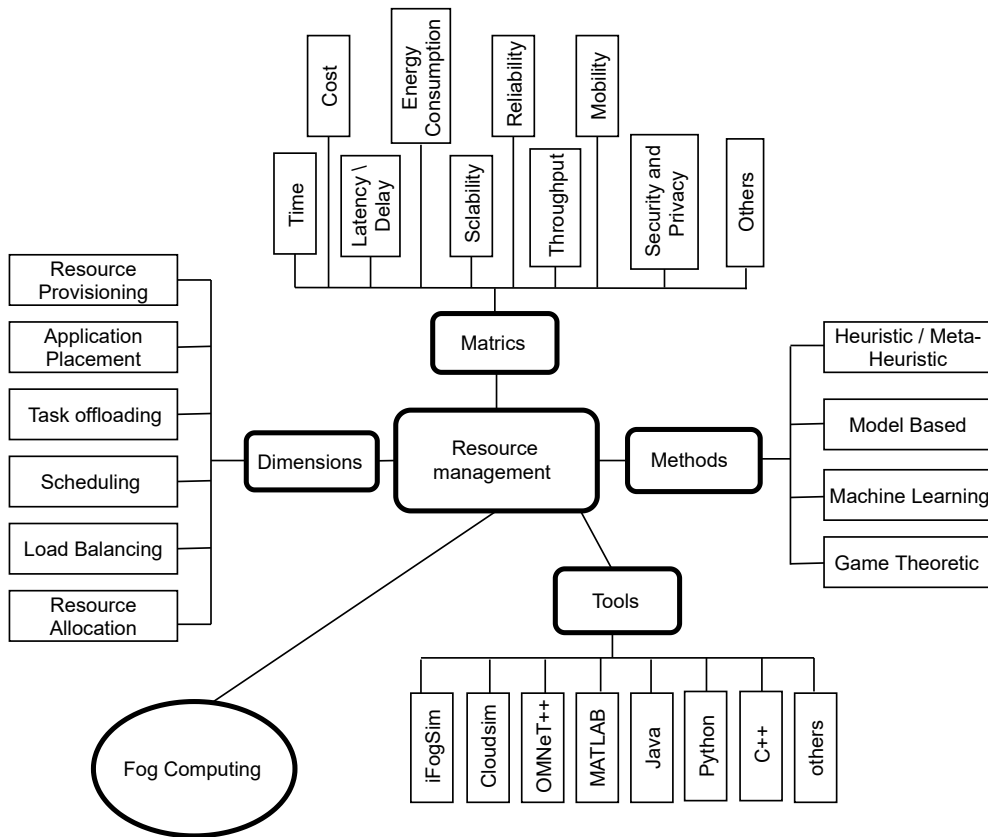 Cost
Energy
Consumption
Reliability
Mobility
Time
Latency \
Delay
Sclability
Throughput
Security and
Privacy
Others
Resource
Provisioning
Application
Placement
Task offloading
Scheduling
Load Balancing
Resource
Allocation
Matrics
Dimensions
Resource
management
Methods
Heuristic / Meta-
Heuristic
Model Based
Machine Learning
Game Theoretic
Tools
iFogSim
Cloudsim
OMNeT++
MATLAB
Java
Python
C++
others
Fog Computing